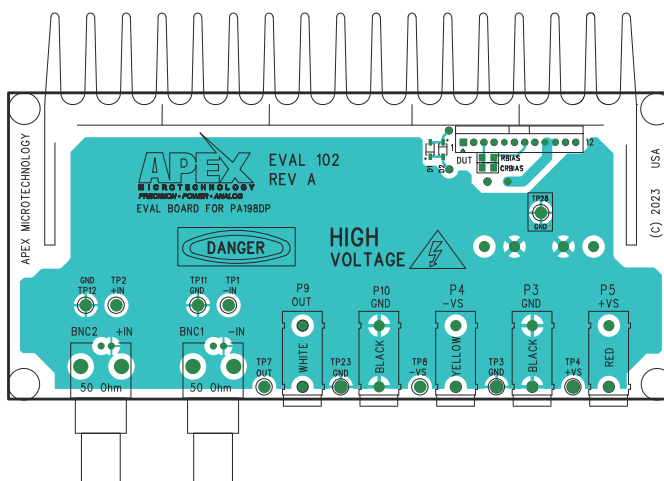 APEX MICROTECHNOLOGY
(C) 2023 USA
APEX
MICROTECHNOLOGY
PRECISION • POWER • ANALOG
EVAL BOARD FOR PA198DP
EVAL 102
REV A
D1
D2
1
12
DUT
RBIAS
CRBIAS
TP28
GND
DANGER
HIGH
VOLTAGE
GND
TP12
TP2
+IN
TP11
GND
TP1
-IN
P9
OUT
P10
GND
P4
-VS
P3
GND
P5
+VS
BNC2
+IN
BNC1
-IN
WHITE
BLACK
YELLOW
BLACK
RED
TP7
OUT
TP23
GND
TP8
-VS
TP3
GND
TP4
+VS
50 Ohm
50 Ohm